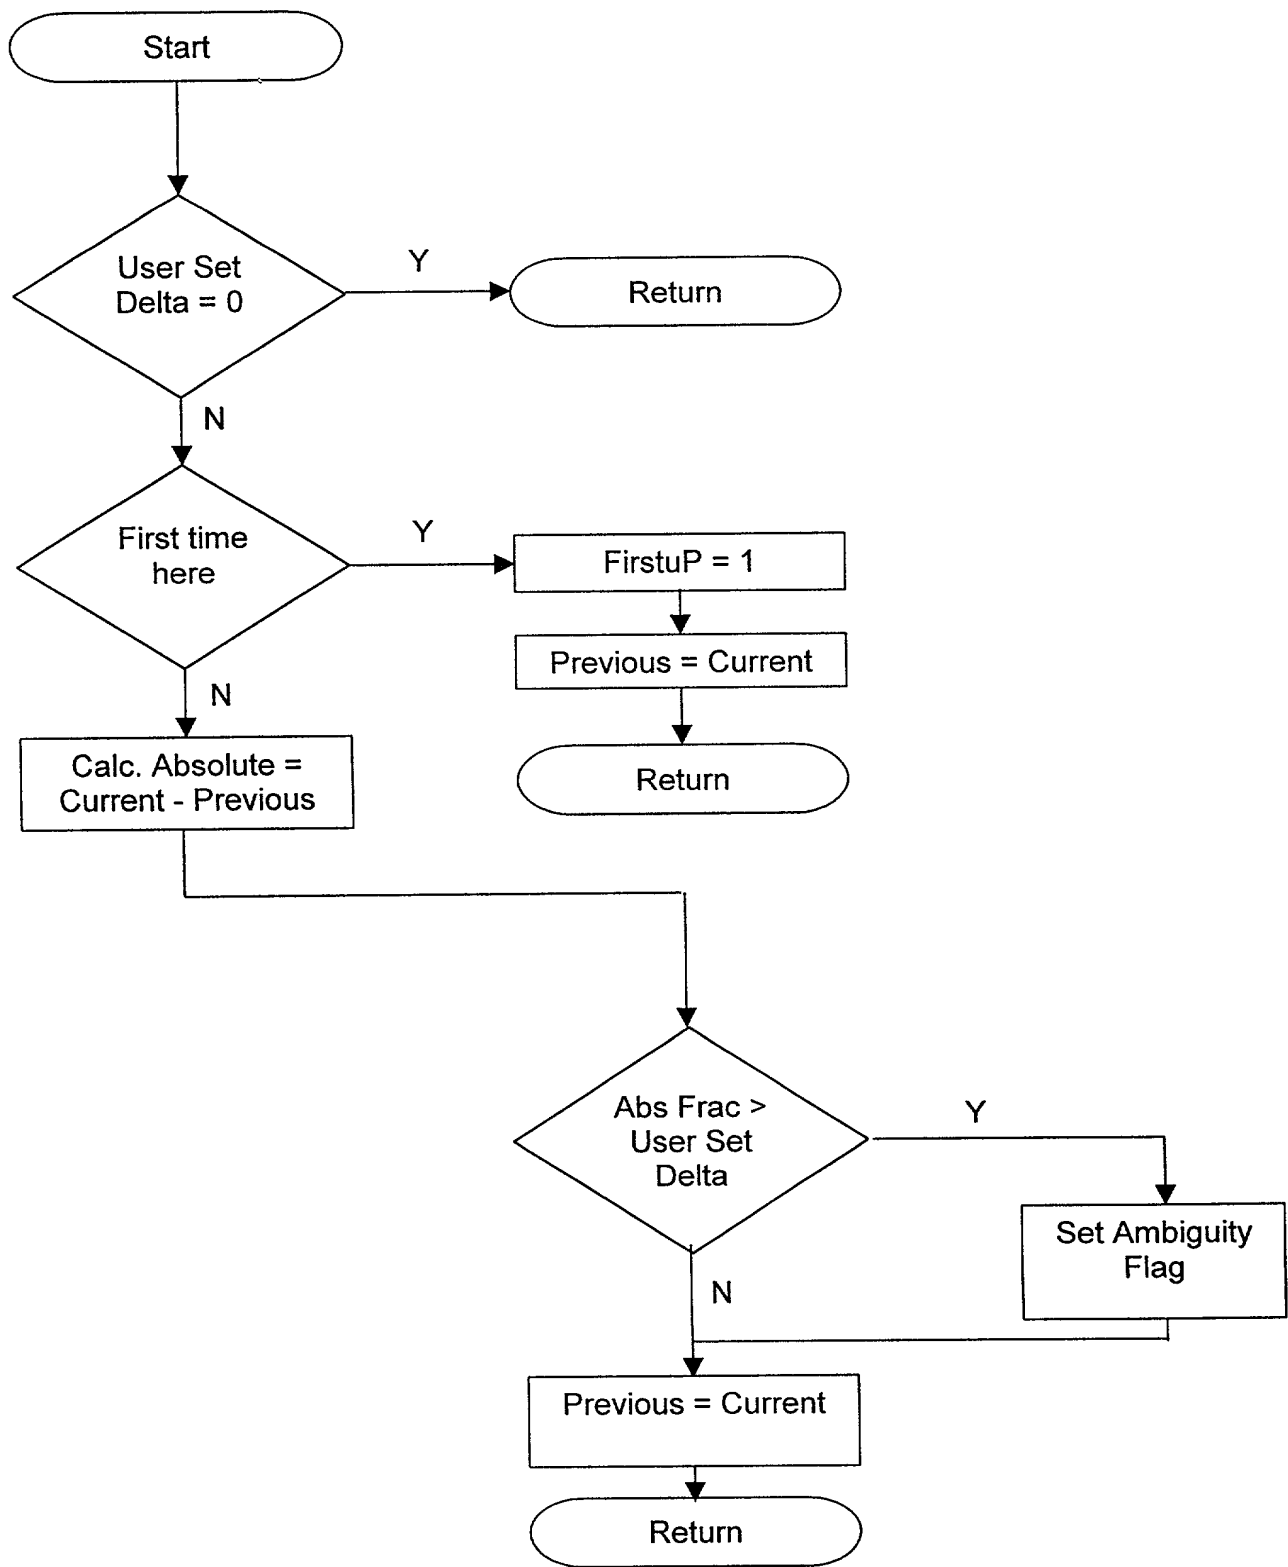 Start
User Set
Delta = 0
Y
Return
N
First time
here
Y
FirstuP = 1
Previous = Current
Return
N
Calc. Absolute =
Current - Previous
Abs Frac >
User Set
Delta
Y
Set Ambiguity
Flag
N
Previous = Current
Return